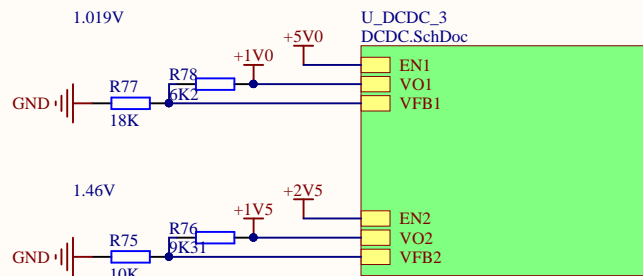 1.019V
U_DCDC_3
DCDC.SchDoc
+5V0
+1V0
EN1
R78
R77
VO1
6K2
GND
VFB1
18K
1.46V
+2V5
+1V5
EN2
R76
R75
VO2
9K31
GND
VFB2
10K